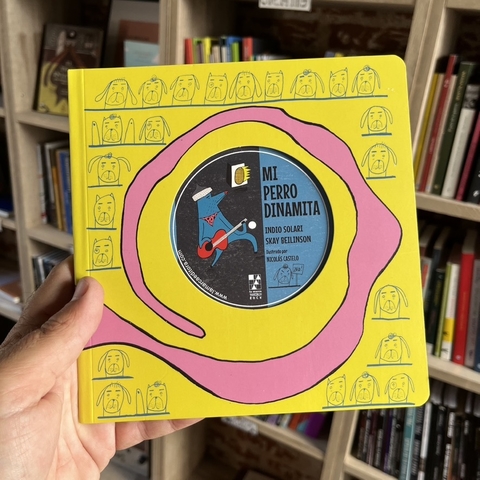 MI
PERRO
DINAMITA
INDIO SOLARI
SKAY BEILINSON
Ilustrado por
NICOLÁS CASTELO